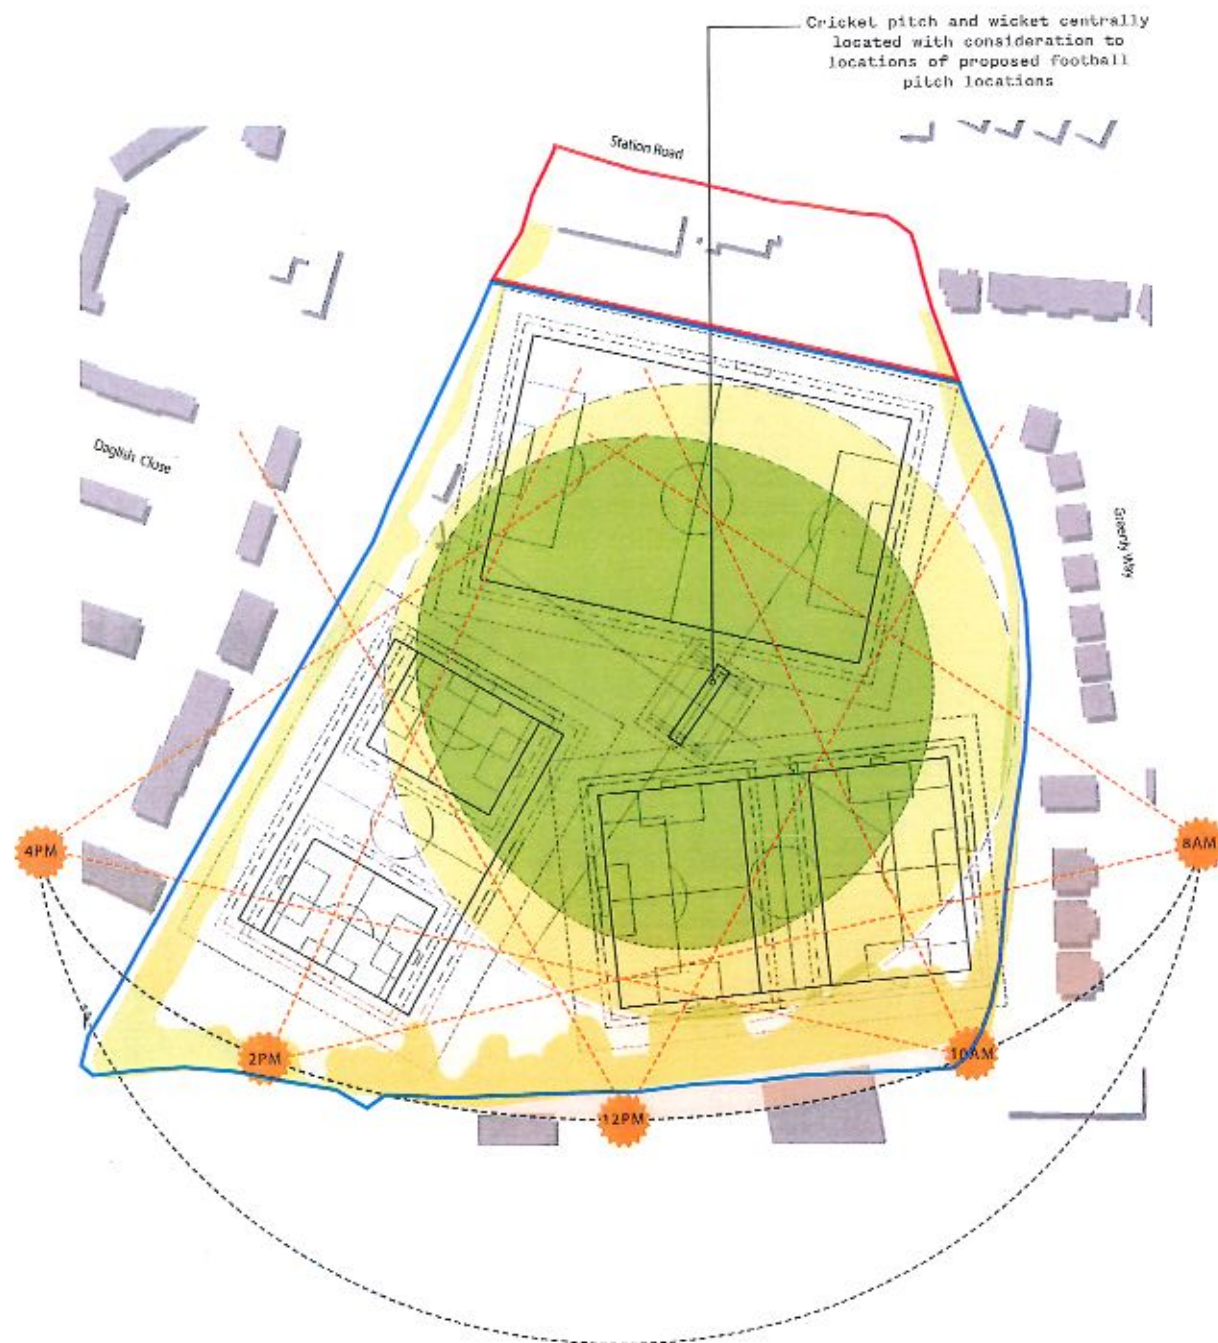 Cricket pitch and wicket centrally
located with consideration to
locations of proposed football
pitch locations
Station Road
Daglish Close
Greenly Way
4PM
8AM
2PM
10AM
12PM